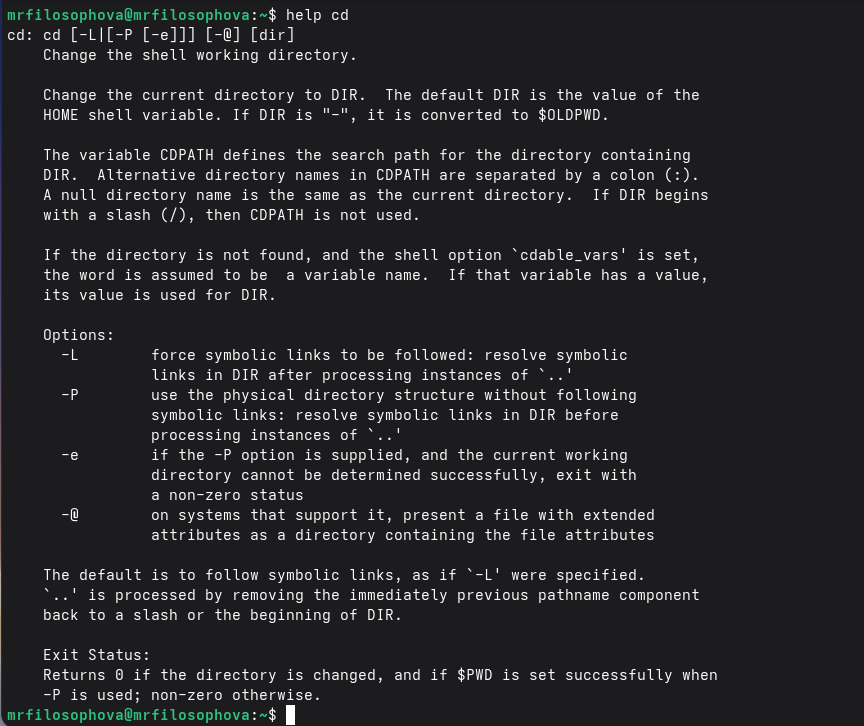 mrfilosophova@mrfilosophova:~$ help cd
cd: cd [-L|[-P [-e]]] [-@] [dir]
    Change the shell working directory.

    Change the current directory to DIR.  The default DIR is the value of the
    HOME shell variable. If DIR is "-", it is converted to $OLDPWD.

    The variable CDPATH defines the search path for the directory containing
    DIR.  Alternative directory names in CDPATH are separated by a colon (:).
    A null directory name is the same as the current directory.  If DIR begins
    with a slash (/), then CDPATH is not used.

    If the directory is not found, and the shell option `cdable_vars' is set,
    the word is assumed to be  a variable name.  If that variable has a value,
    its value is used for DIR.

    Options:
      -L        force symbolic links to be followed: resolve symbolic
                links in DIR after processing instances of `..'
      -P        use the physical directory structure without following
                symbolic links: resolve symbolic links in DIR before
                processing instances of `..'
      -e        if the -P option is supplied, and the current working
                directory cannot be determined successfully, exit with
                a non-zero status
      -@        on systems that support it, present a file with extended
                attributes as a directory containing the file attributes

    The default is to follow symbolic links, as if `-L' were specified.
    `..' is processed by removing the immediately previous pathname component
    back to a slash or the beginning of DIR.

    Exit Status:
    Returns 0 if the directory is changed, and if $PWD is set successfully when
    -P is used; non-zero otherwise.
mrfilosophova@mrfilosophova:~$